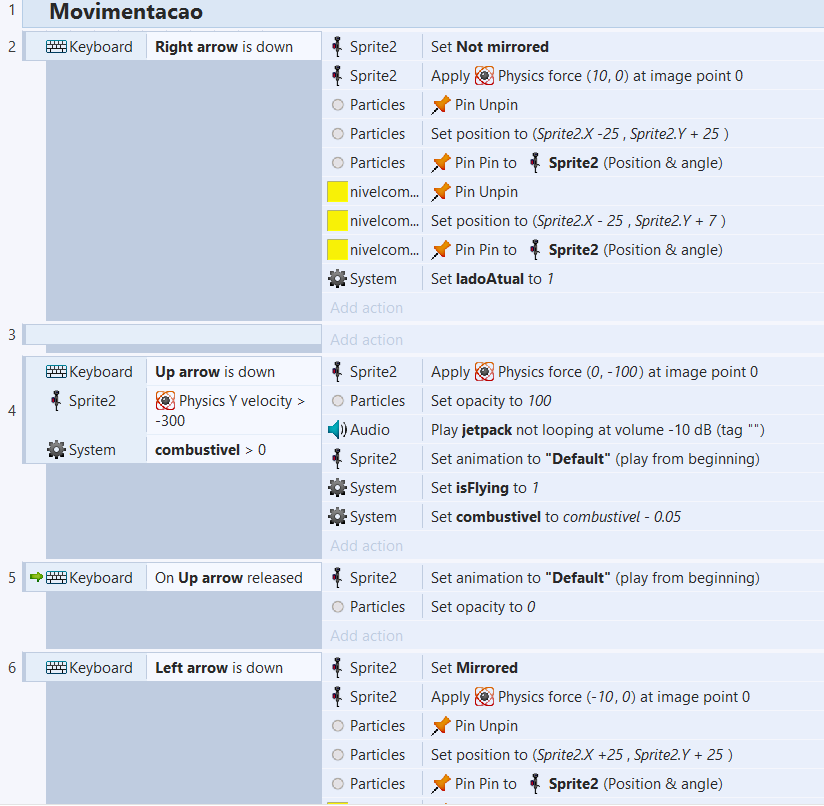 1 Movimentacao
2 Keyboard Right arrow is down Sprite2 Set Not mirrored
Sprite2 Apply Physics force (10, 0) at image point 0
Particles Pin Unpin
Particles Set position to (Sprite2.X -25 , Sprite2.Y + 25 )
Particles Pin Pin to Sprite2 (Position & angle)
nivelcom... Pin Unpin
nivelcom... Set position to (Sprite2.X - 25 , Sprite2.Y + 7 )
nivelcom... Pin Pin to Sprite2 (Position & angle)
System Set ladoAtual to 1
Add action
3 Add action
4 Keyboard Up arrow is down Sprite2 Apply Physics force (0, -100) at image point 0
Sprite2 Physics Y velocity > -300 Particles Set opacity to 100
Audio Play jetpack not looping at volume -10 dB (tag "")
System combustivel > 0 Sprite2 Set animation to "Default" (play from beginning)
System Set isFlying to 1
System Set combustivel to combustivel - 0.05
Add action
5 Keyboard On Up arrow released Sprite2 Set animation to "Default" (play from beginning)
Particles Set opacity to 0
Add action
6 Keyboard Left arrow is down Sprite2 Set Mirrored
Sprite2 Apply Physics force (-10, 0) at image point 0
Particles Pin Unpin
Particles Set position to (Sprite2.X +25 , Sprite2.Y + 25 )
Particles Pin Pin to Sprite2 (Position & angle)